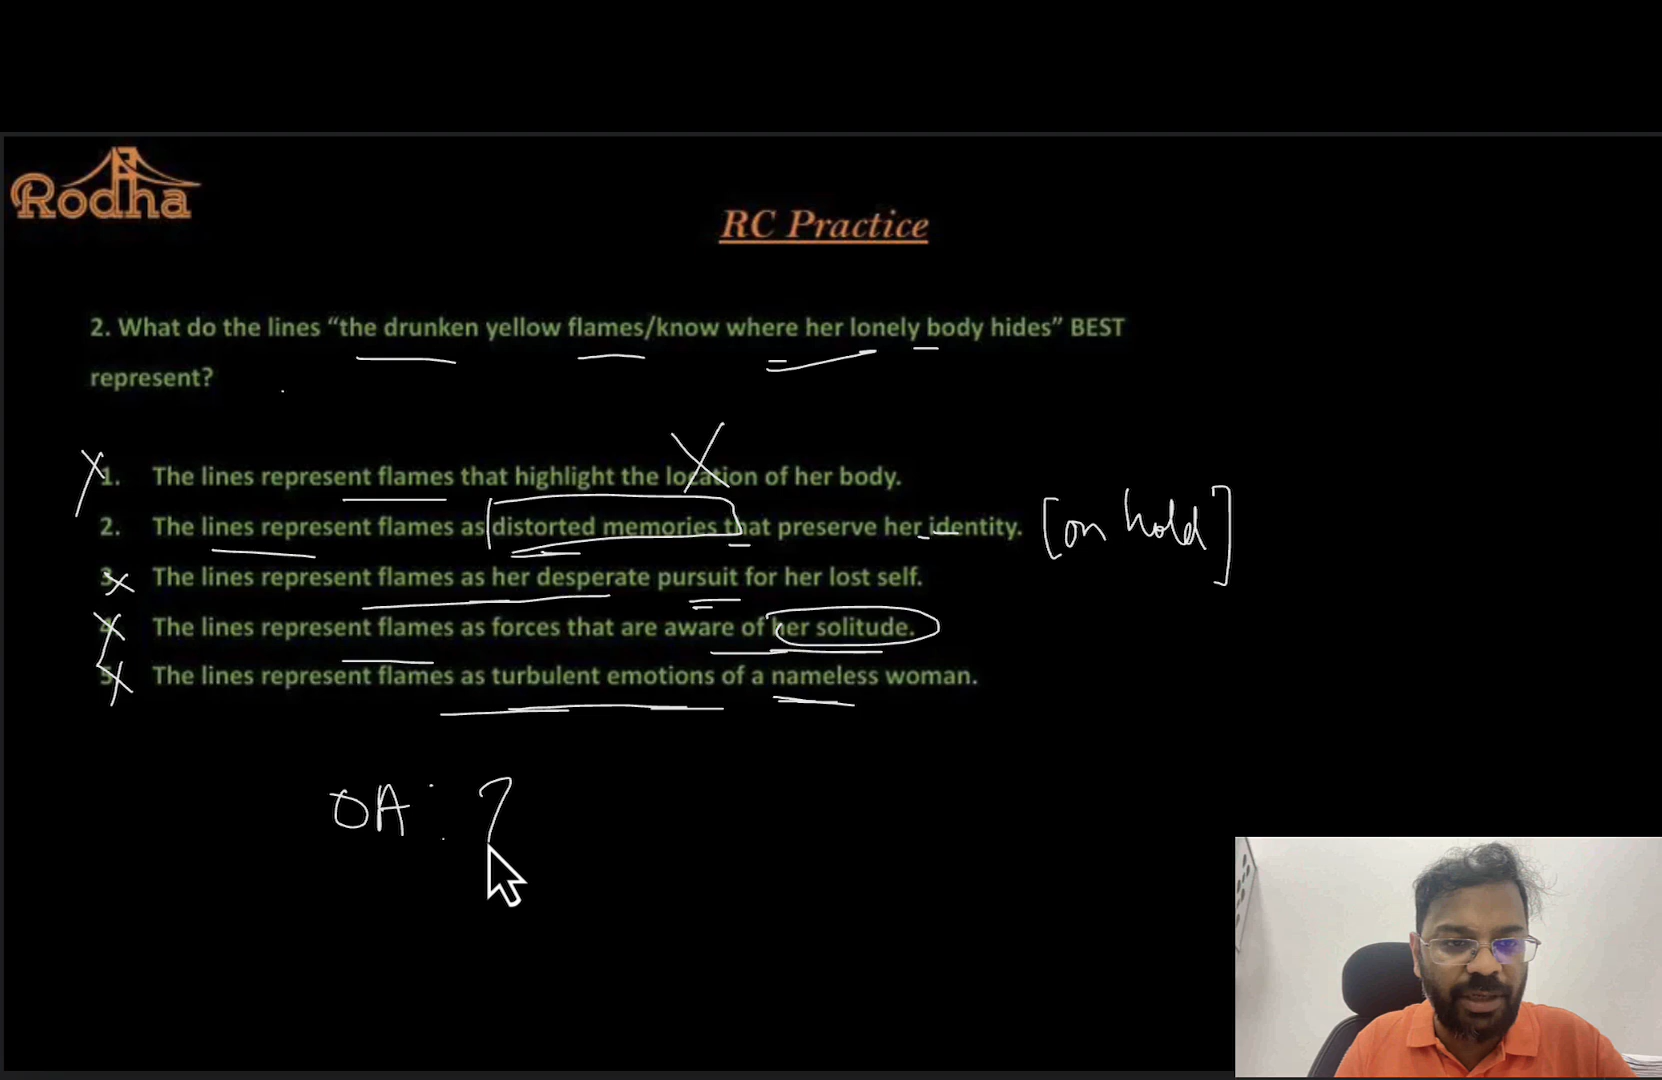 Rodha
RC Practice
2. What do the lines “the drunken yellow flames/know where her lonely body hides” BEST
represent?
1. The lines represent flames that highlight the location of her body.
2. The lines represent flames as distorted memories that preserve her identity. [on hold]
3. The lines represent flames as her desperate pursuit for her lost self.
4. The lines represent flames as forces that are aware of her solitude.
5. The lines represent flames as turbulent emotions of a nameless woman.
OA : ?